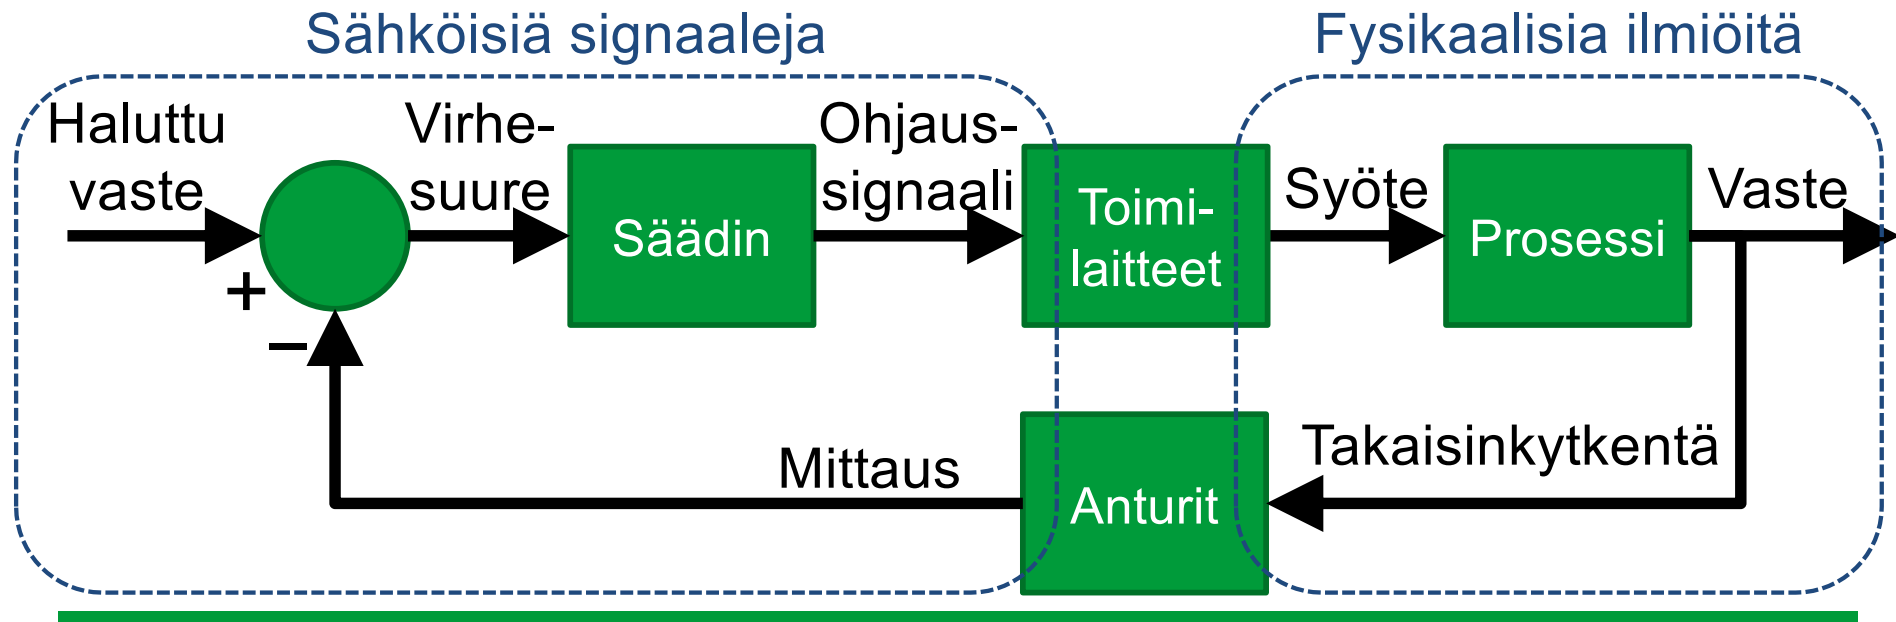 Sähköisiä signaaleja
Fysikaalisia ilmiöitä
Haluttu
vaste
Virhe-
suure
Ohjaus-
signaali
Syöte
Vaste
+
–
Säädin
Toimi-
laitteet
Prosessi
Mittaus
Anturit
Takaisinkytkentä